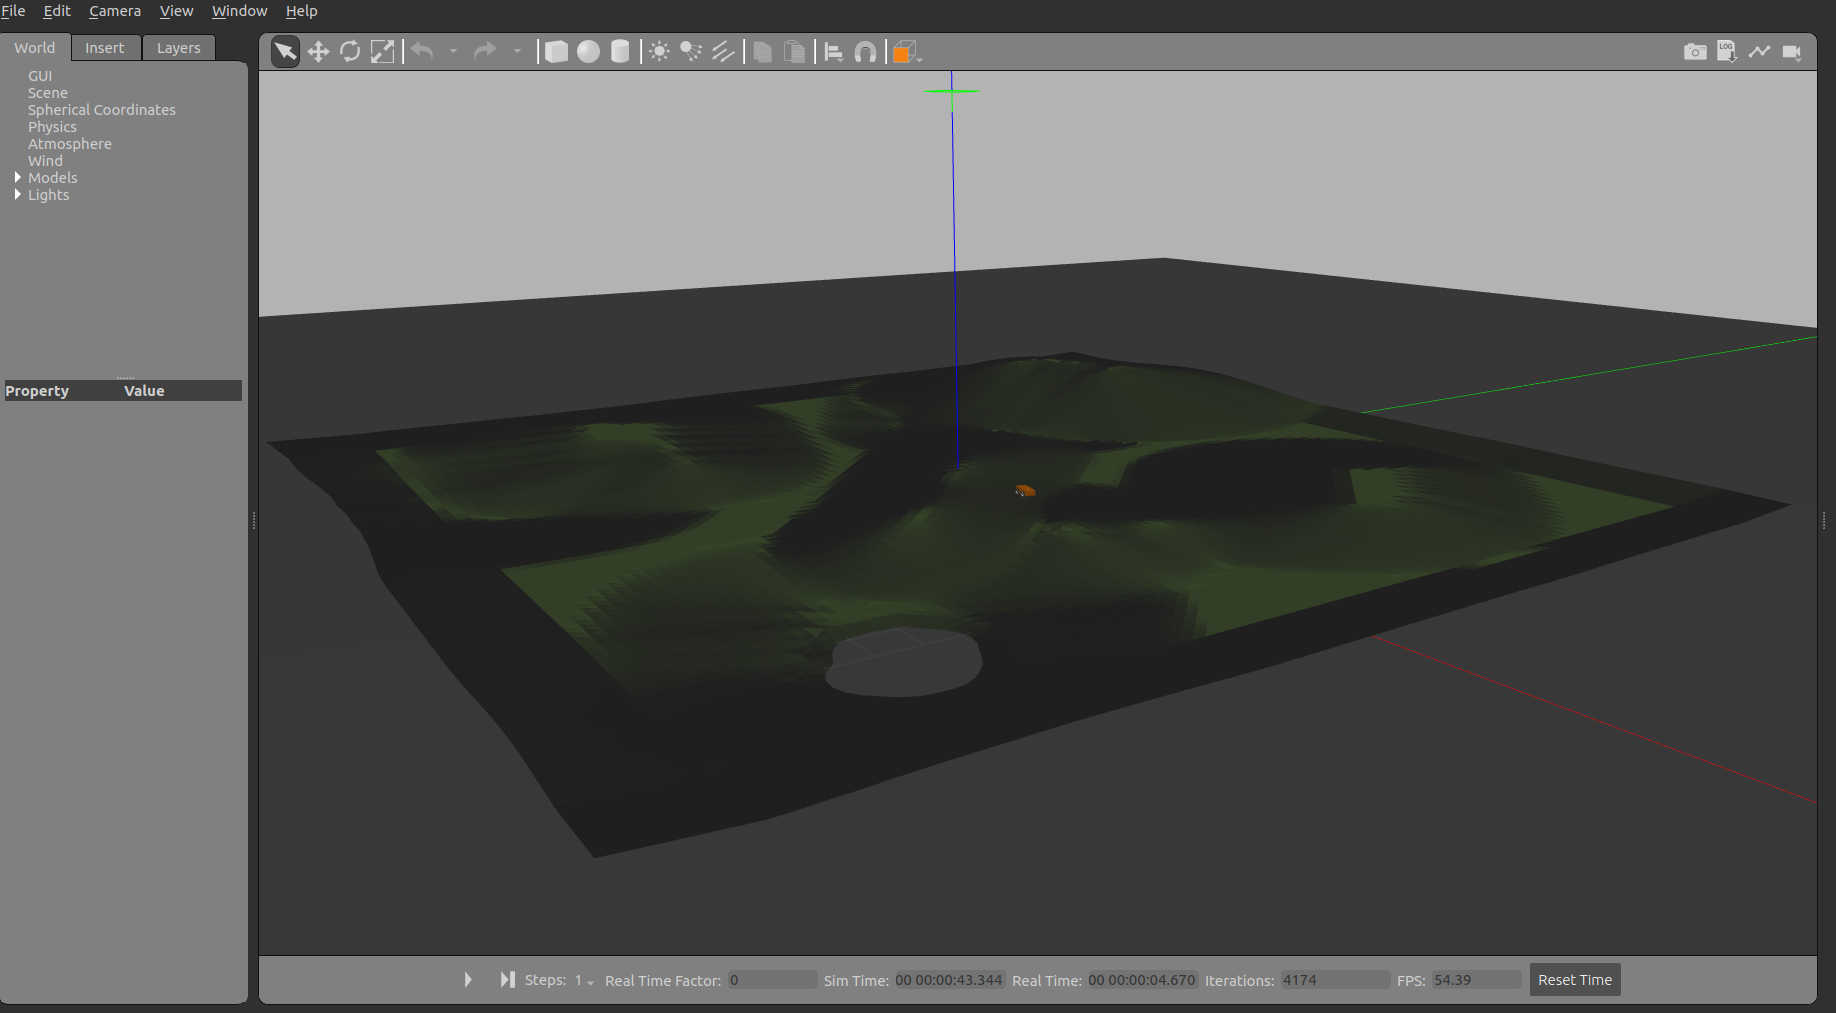 File Edit Camera View Window Help
World Insert Layers
GUI
Scene
Spherical Coordinates
Physics
Atmosphere
Wind
Models
Lights
Property Value
LOG
Steps: 1 Real Time Factor: 0 Sim Time: 00 00:00:43.344 Real Time: 00 00:00:04.670 Iterations: 4174 FPS: 54.39 Reset Time